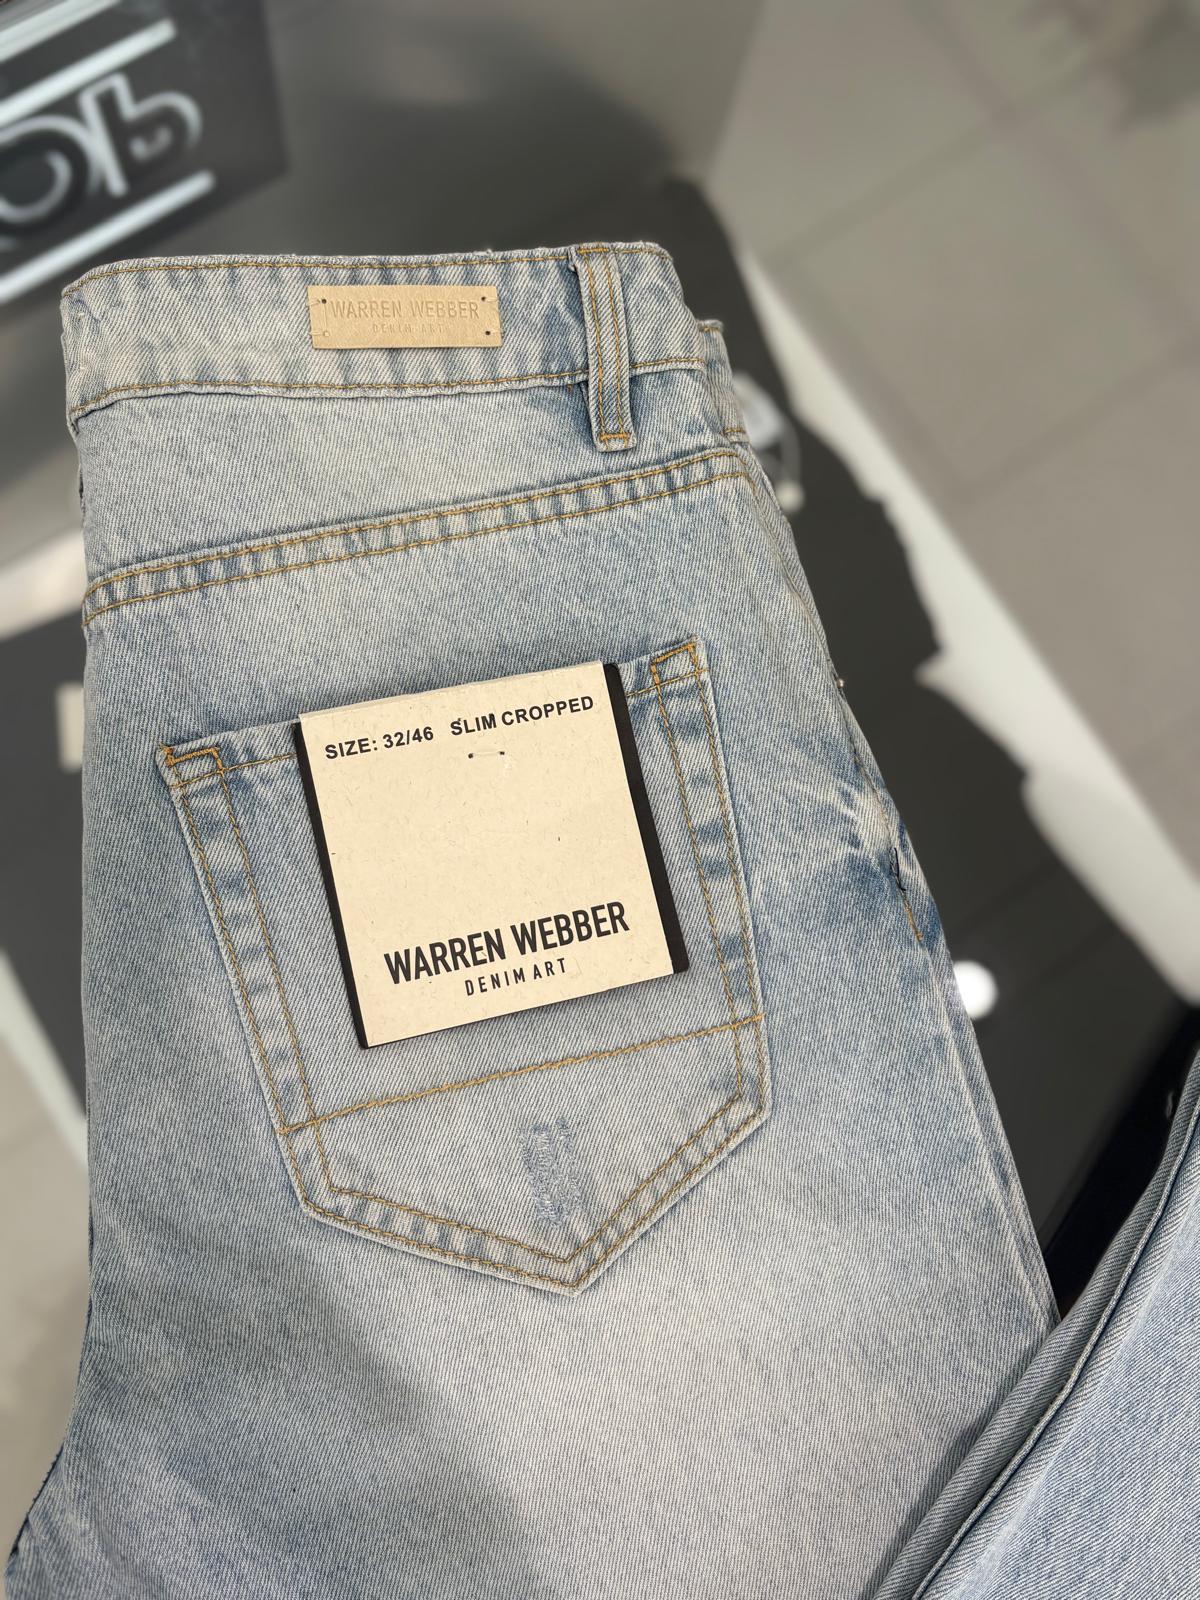 WARREN WEBBER
DENIM ART
SIZE: 32/46 SLIM CROPPED
WARREN WEBBER
DENIM ART